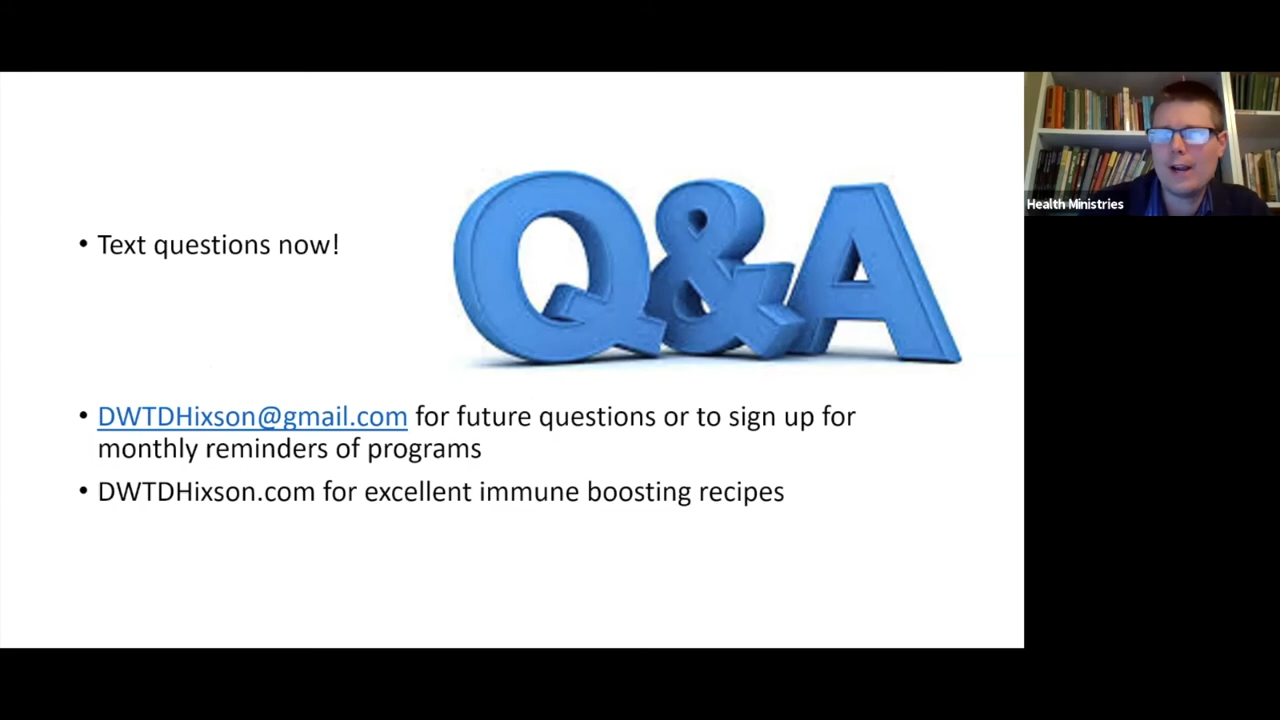 Q&A
• Text questions now!
• DWTDHixson@gmail.com for future questions or to sign up for
monthly reminders of programs
• DWTDHixson.com for excellent immune boosting recipes
Health Ministries